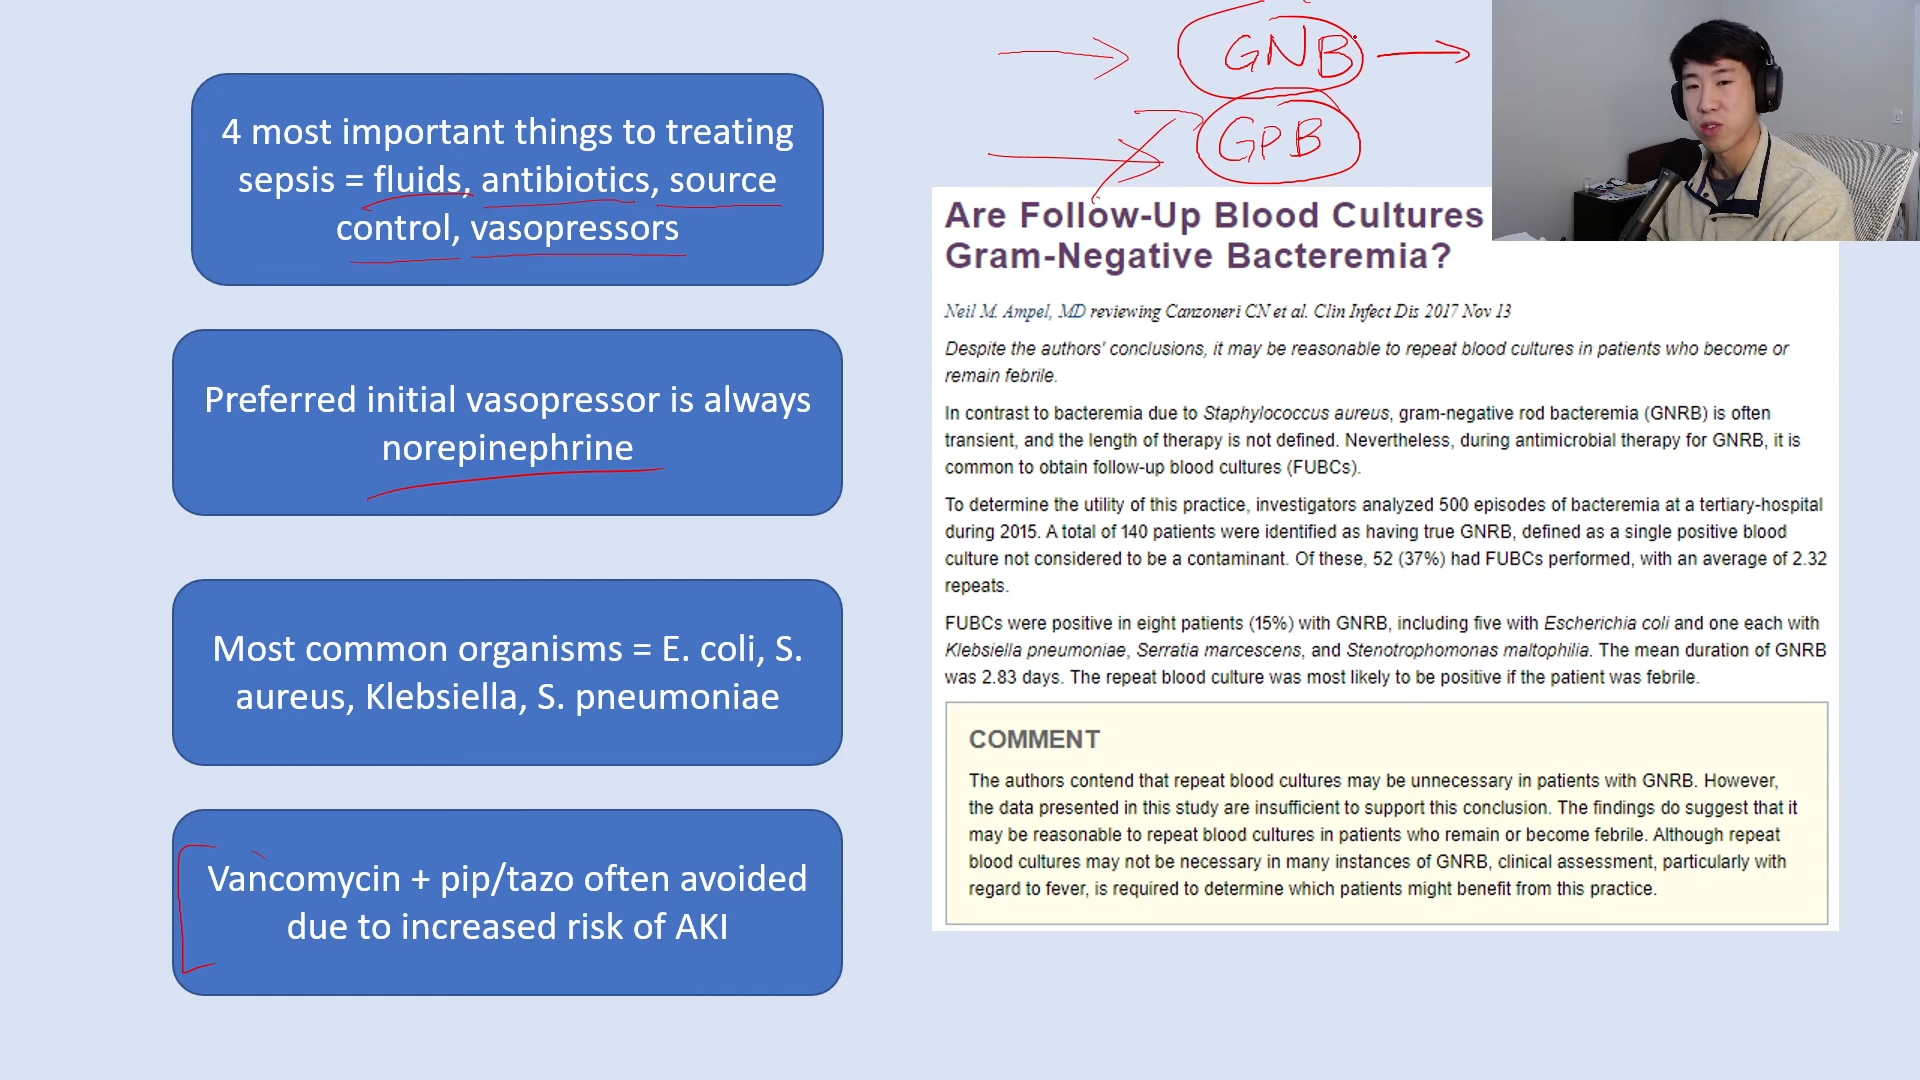 4 most important things to treating
sepsis = fluids, antibiotics, source
control, vasopressors
Preferred initial vasopressor is always
norepinephrine
Most common organisms = E. coli, S.
aureus, Klebsiella, S. pneumoniae
Vancomycin + pip/tazo often avoided
due to increased risk of AKI
GNB
GPB
Are Follow-Up Blood Cultures
Gram-Negative Bacteremia?
Neil M. Ampel, MD reviewing Canzoneri CN et al. Clin Infect Dis 2017 Nov 13
Despite the authors' conclusions, it may be reasonable to repeat blood cultures in patients who become or
remain febrile.
In contrast to bacteremia due to Staphylococcus aureus, gram-negative rod bacteremia (GNRB) is often
transient, and the length of therapy is not defined. Nevertheless, during antimicrobial therapy for GNRB, it is
common to obtain follow-up blood cultures (FUBCs).
To determine the utility of this practice, investigators analyzed 500 episodes of bacteremia at a tertiary-hospital
during 2015. A total of 140 patients were identified as having true GNRB, defined as a single positive blood
culture not considered to be a contaminant. Of these, 52 (37%) had FUBCs performed, with an average of 2.32
repeats.
FUBCs were positive in eight patients (15%) with GNRB, including five with Escherichia coli and one each with
Klebsiella pneumoniae, Serratia marcescens, and Stenotrophomonas maltophilia. The mean duration of GNRB
was 2.83 days. The repeat blood culture was most likely to be positive if the patient was febrile.
COMMENT
The authors contend that repeat blood cultures may be unnecessary in patients with GNRB. However,
the data presented in this study are insufficient to support this conclusion. The findings do suggest that it
may be reasonable to repeat blood cultures in patients who remain or become febrile. Although repeat
blood cultures may not be necessary in many instances of GNRB, clinical assessment, particularly with
regard to fever, is required to determine which patients might benefit from this practice.